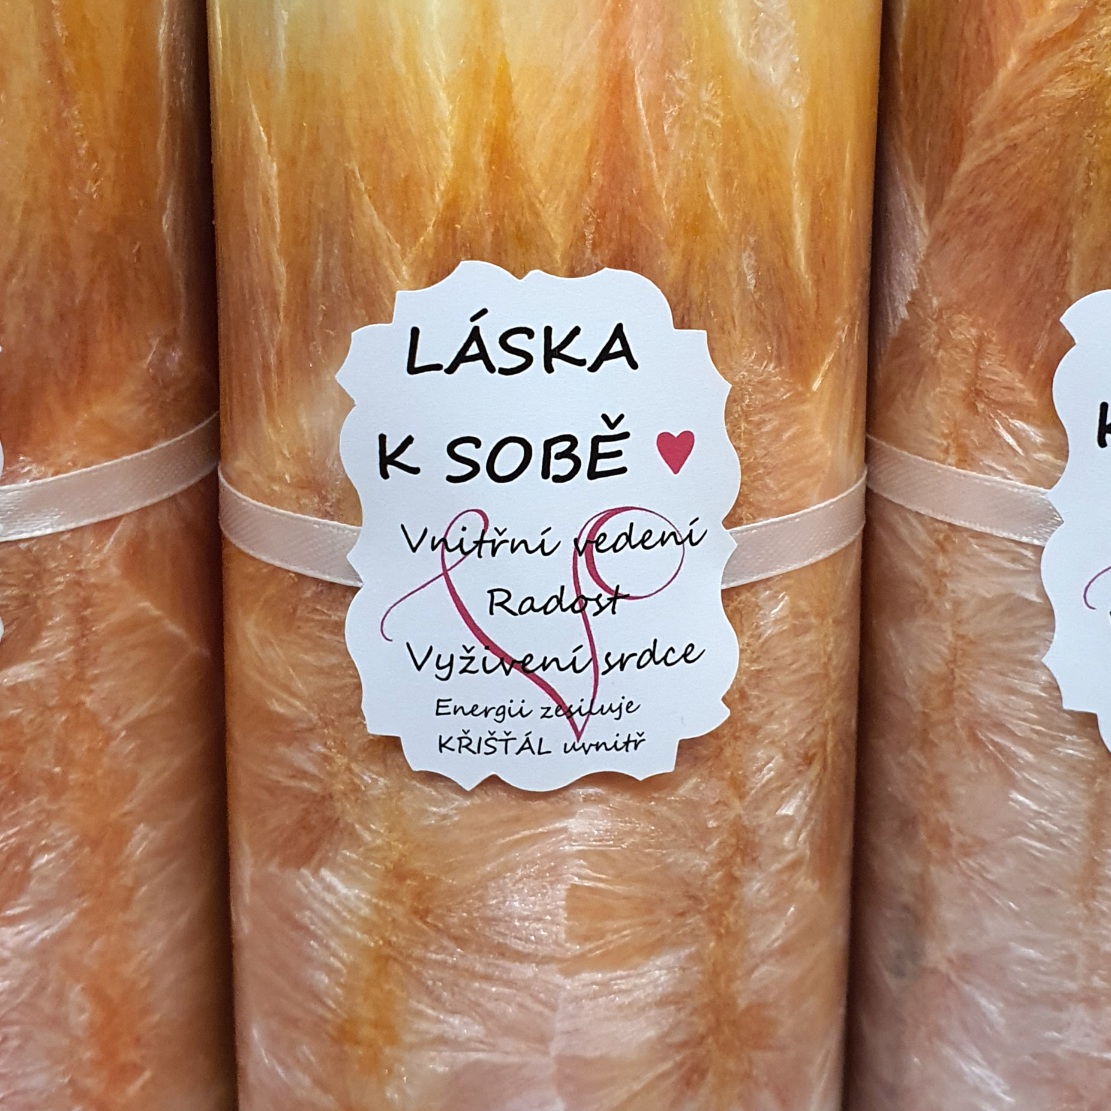 LÁSKA
K SOBĚ
Vnitřní vedení
Radost
Vyživení srdce
Energii zesiluje
KŘIŠŤÁL uvnitř
K